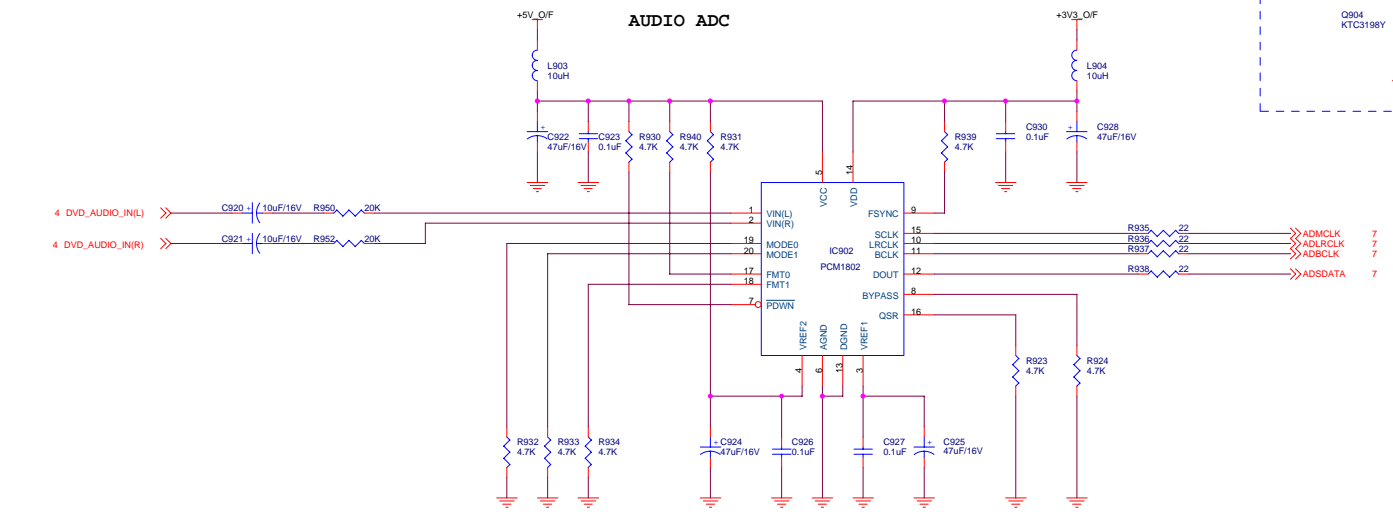 AUDIO ADC
+5V_O/F
+3V3_O/F
Q904
KTC3198Y
L903
10uH
L904
10uH
C922
47uF/16V
C923
0.1uF
R930
4.7K
R940
4.7K
R931
4.7K
R939
4.7K
C930
0.1uF
C928
47uF/16V
5
14
VCC
VDD
4 DVD_AUDIO_IN(L)
C920 + 10uF/16V
R950 20K
1 VIN(L)
2 VIN(R)
4 DVD_AUDIO_IN(R)
C921 + 10uF/16V
R952 20K
19 MODE0
20 MODE1
17 FMT0
18 FMT1
7 PDWN
IC902
PCM1802
FSYNC 9
SCLK 15 R935 22 ADMCLK 7
LRCLK 10 R936 22 ADLRCLK 7
BCLK 11 R937 22 ADBCLK 7
DOUT 12 R938 22 ADSDATA 7
BYPASS 8
QSR 16
VREF2
AGND
DGND
VREF1
4
6
13
3
R923
4.7K
R924
4.7K
R932
4.7K
R933
4.7K
R934
4.7K
C924
47uF/16V
C926
0.1uF
C927
0.1uF
C925
47uF/16V